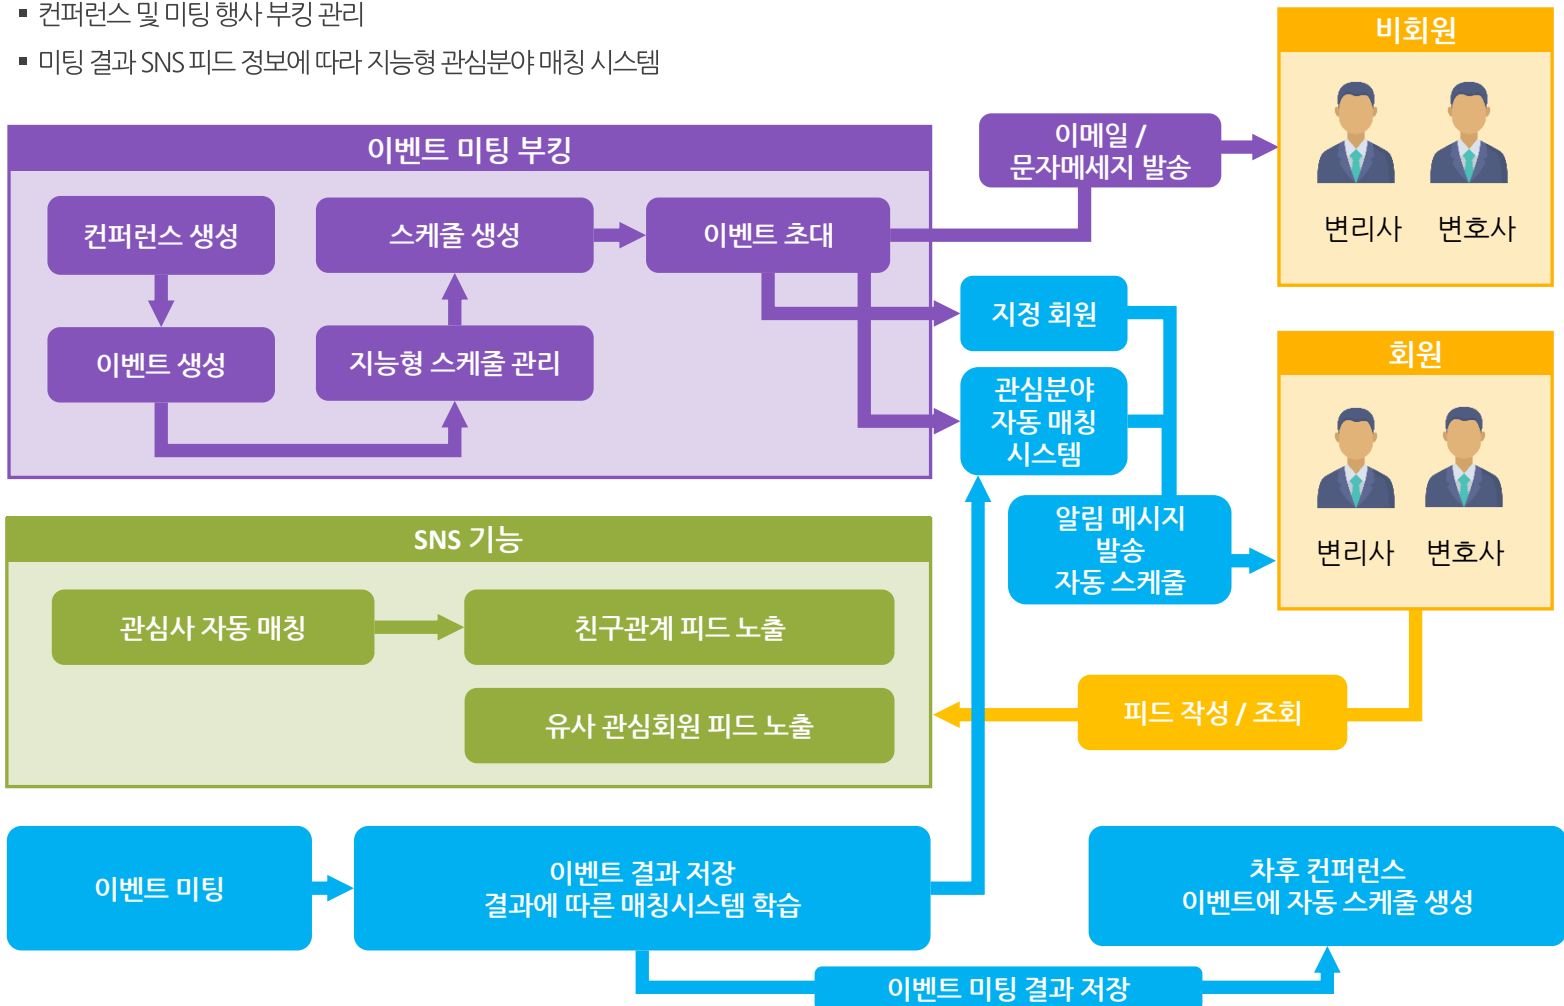 ▪ 컨퍼런스 및 미팅 행사 부킹 관리
▪ 미팅 결과 SNS 피드 정보에 따라 지능형 관심분야 매칭 시스템
비회원
변리사 변호사
이메일 /
문자메세지 발송
이벤트 미팅 부킹
컨퍼런스 생성
스케줄 생성
이벤트 초대
이벤트 생성
지능형 스케줄 관리
지정 회원
관심분야
자동 매칭
시스템
회원
변리사 변호사
알림 메시지
발송
자동 스케줄
SNS 기능
관심사 자동 매칭
친구관계 피드 노출
유사 관심회원 피드 노출
피드 작성 / 조회
이벤트 미팅
이벤트 결과 저장
결과에 따른 매칭시스템 학습
차후 컨퍼런스
이벤트에 자동 스케줄 생성
이벤트 미팅 결과 저장